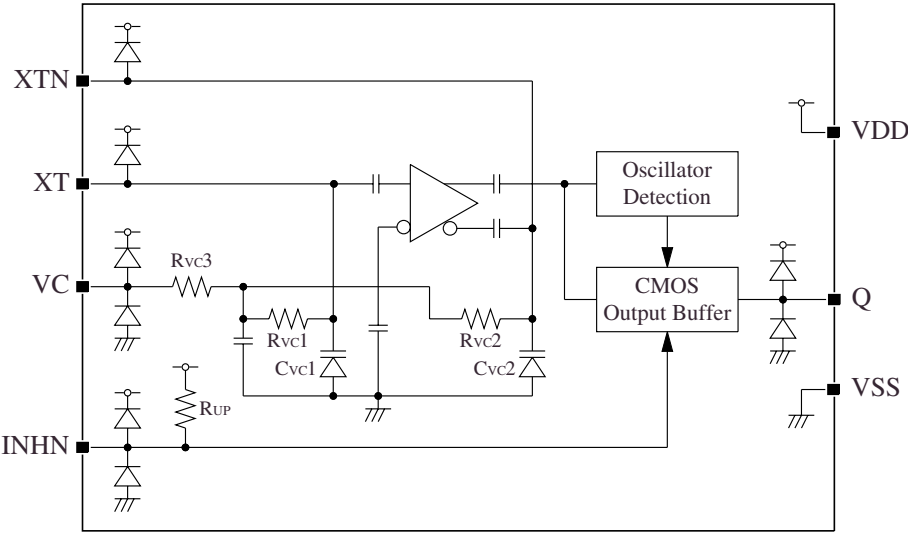 XTN
VDD
XT
Oscillator
Detection
VC
RVC3
CMOS
Output Buffer
Q
RVC1
RVC2
CVC1
CVC2
VSS
RUP
INHN